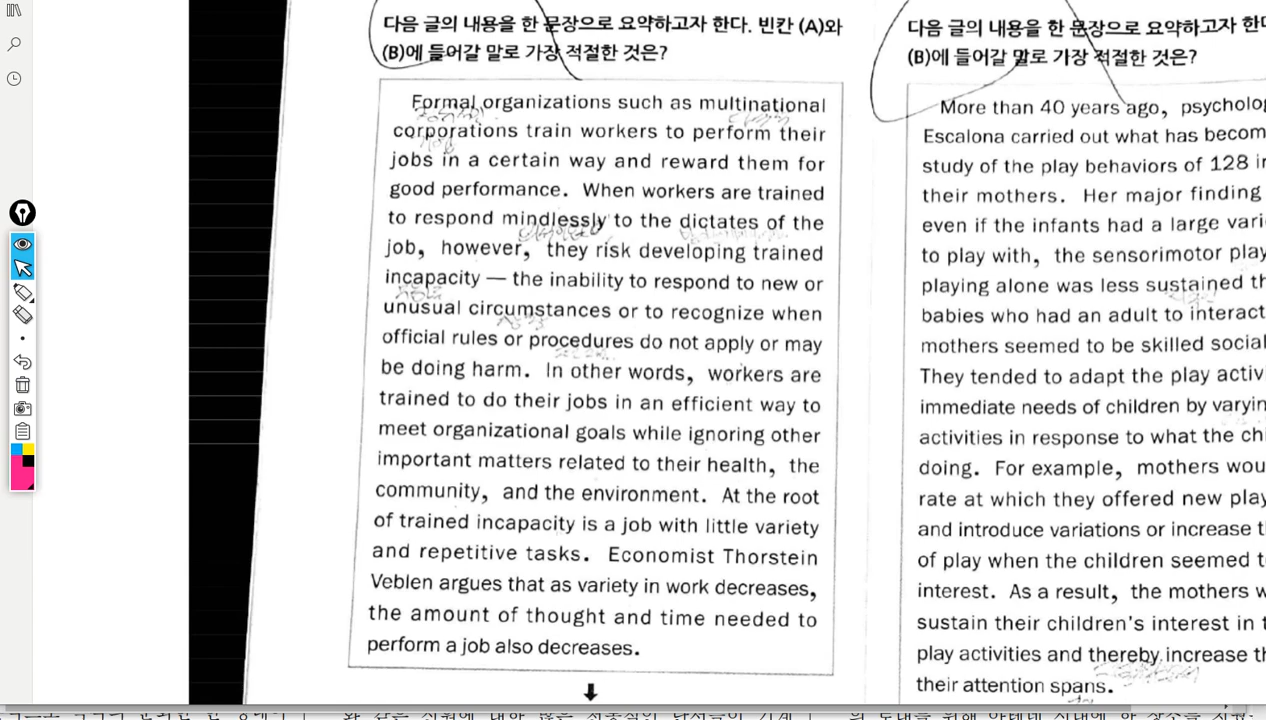 다음 글의 내용을 한 문장으로 요약하고자 한다. 빈칸 (A)와
(B)에 들어갈 말로 가장 적절한 것은?
Formal organizations such as multinational
corporations train workers to perform their
jobs in a certain way and reward them for
good performance. When workers are trained
to respond mindlessly to the dictates of the
job, however, they risk developing trained
incapacity — the inability to respond to new or
unusual circumstances or to recognize when
official rules or procedures do not apply or may
be doing harm. In other words, workers are
trained to do their jobs in an efficient way to
meet organizational goals while ignoring other
important matters related to their health, the
community, and the environment. At the root
of trained incapacity is a job with little variety
and repetitive tasks. Economist Thorstein
Veblen argues that as variety in work decreases,
the amount of thought and time needed to
perform a job also decreases.
다음 글의 내용을 한 문장으로 요약하고자
(B)에 들어갈 말로 가장 적절한 것은?
More than 40 years ago,
Escalona carried out what has
study of the play behaviors of 128
their mothers. Her major finding
even if the infants had a large
to play with, the sensorimotor play
playing alone was less sustained
babies who had an adult to interact
mothers seemed to be skilled
They tended to adapt the play
immediate needs of children by
activities in response to what the
doing. For example, mothers
rate at which they offered new
and introduce variations or increase
of play when the children seemed
interest. As a result, the mothers
sustain their children's interest in
play activities and thereby increase
their attention spans.